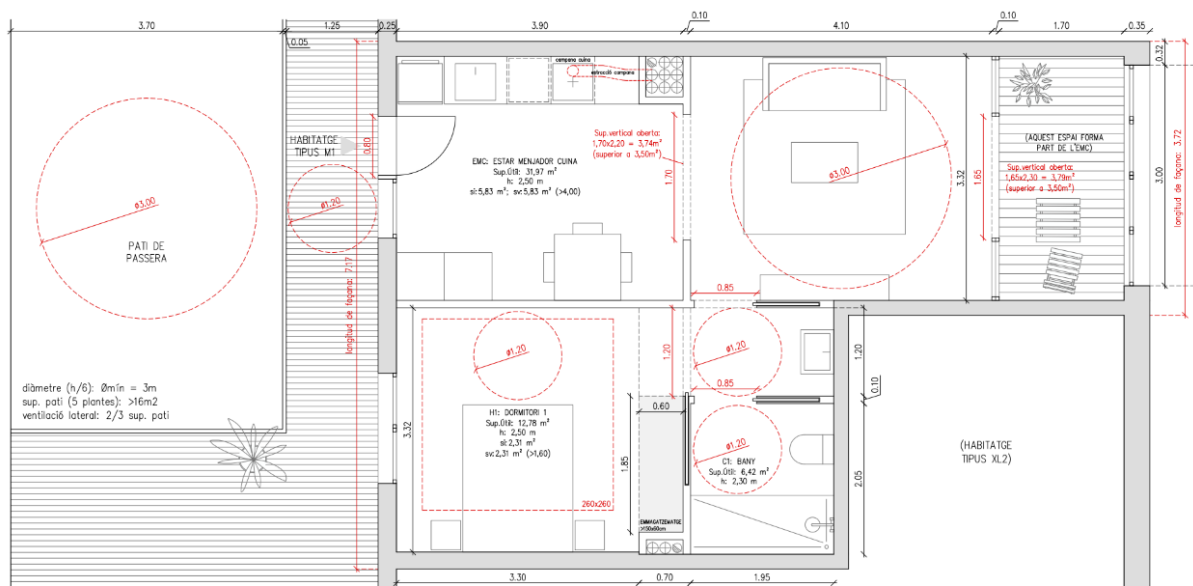 3.70
1.25
0.25
3.90
0.10
4.10
0.10
1.70
0.35
0.05
0.32
campana cuina
extracció campana
HABITATGE
TIPUS M1
0.80
EMC: ESTAR MENJADOR CUINA
Sup.Útil: 31,97 m²
h: 2,50 m
si:5,83 m²; sv:5,83 m² (>4,00)
Sup.vertical oberta:
1,70x2,20 = 3,74m²
(superior a 3,50m²)
1.70
ø3.00
3.32
1.65
(AQUEST ESPAI FORMA
PART DE L'EMC)
Sup.vertical oberta:
1,65x2,30 = 3,79m²
(superior a 3,50m²)
3.00
longitud de façana: 3,72
ø3.00
ø1.20
PATI DE
PASSERA
longitud de façana: 7,17
0.85
diàmetre (h/6): Ømín = 3m
sup. pati (5 plantes): >16m2
ventilació lateral: 2/3 sup. pati
3.32
ø1.20
1.20
ø1.20
0.85
1.20
0.10
H1: DORMITORI 1
Sup.Útil: 12,78 m²
h: 2,50 m
si:2,31 m²
sv:2,31 m² (>1,60)
0.60
1.85
ø1.20
C1: BANY
Sup.Útil: 6,42 m²
h: 2,30 m
2.05
(HABITATGE
TIPUS XL2)
260x260
EMMAGATZEMATGE
>150x60cm
3.30
0.70
1.95